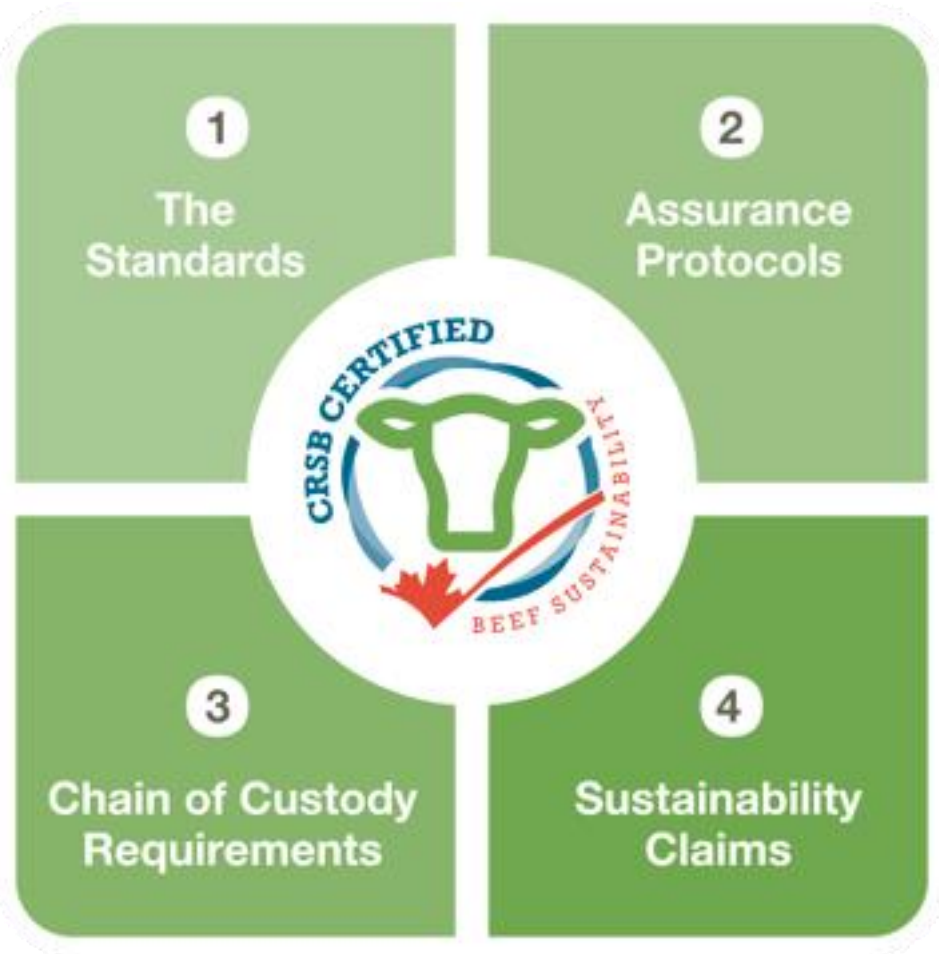 1
The
Standards
2
Assurance
Protocols
CRSB CERTIFIED
BEEF SUSTAINABILITY
3
Chain of Custody
Requirements
4
Sustainability
Claims